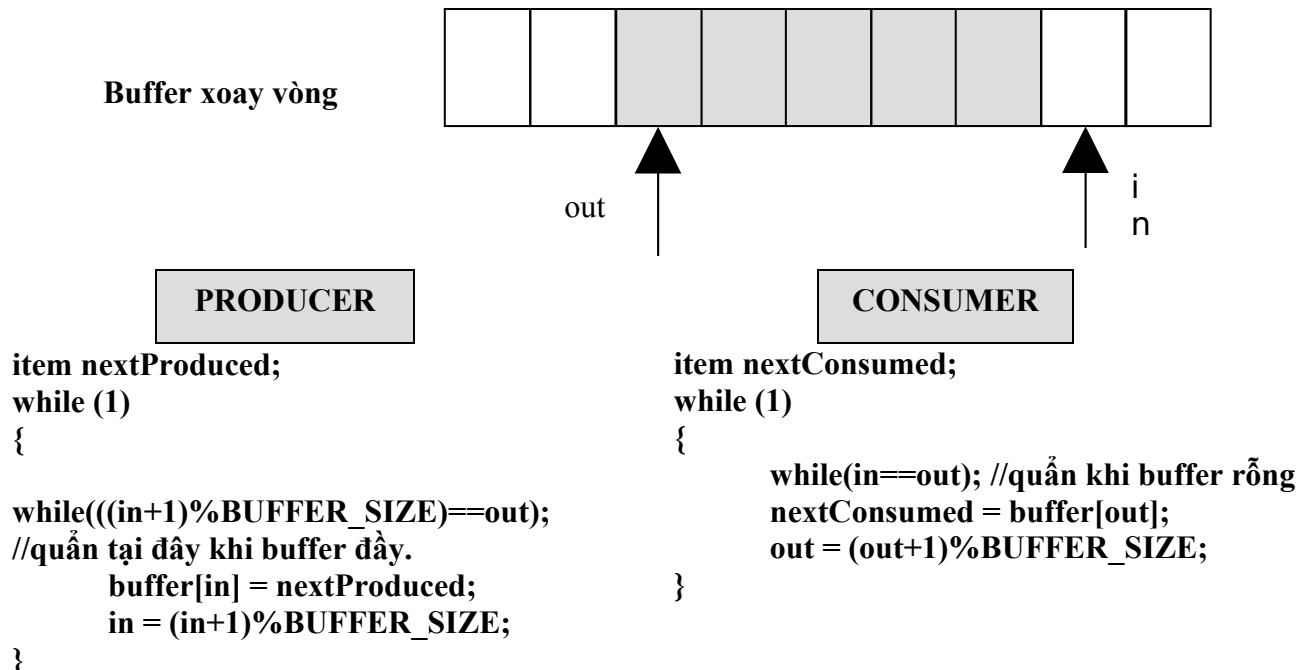 Buffer xoay vòng
out
i
n
PRODUCER
item nextProduced;
while (1)
{
while(((in+1)%BUFFER_SIZE)==out);
//quẩn tại đây khi buffer đầy.
buffer[in] = nextProduced;
in = (in+1)%BUFFER_SIZE;
}
CONSUMER
item nextConsumed;
while (1)
{
while(in==out); //quẩn khi buffer rỗng
nextConsumed = buffer[out];
out = (out+1)%BUFFER_SIZE;
}